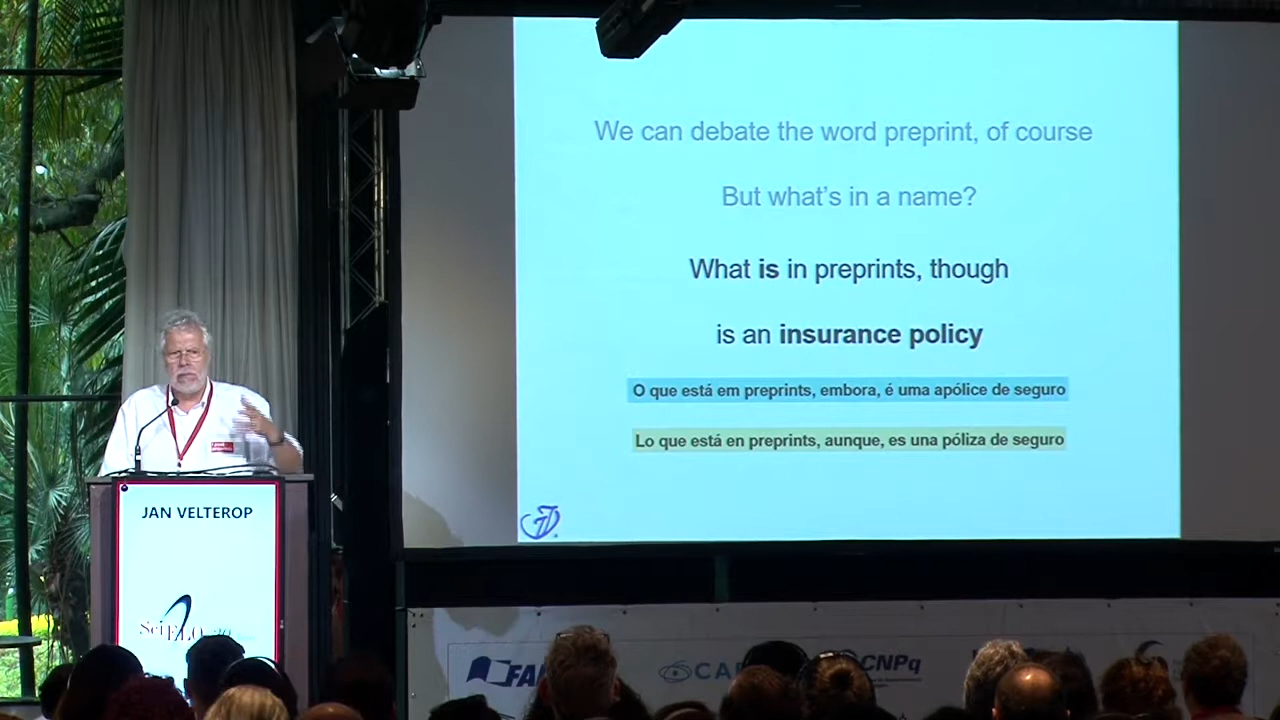 We can debate the word preprint, of course
But what's in a name?
What is in preprints, though
is an insurance policy
O que está em preprints, embora, é uma apólice de seguro
Lo que está en preprints, aunque, es una póliza de seguro
JAN VELTEROP
SciELO 20
CNPq